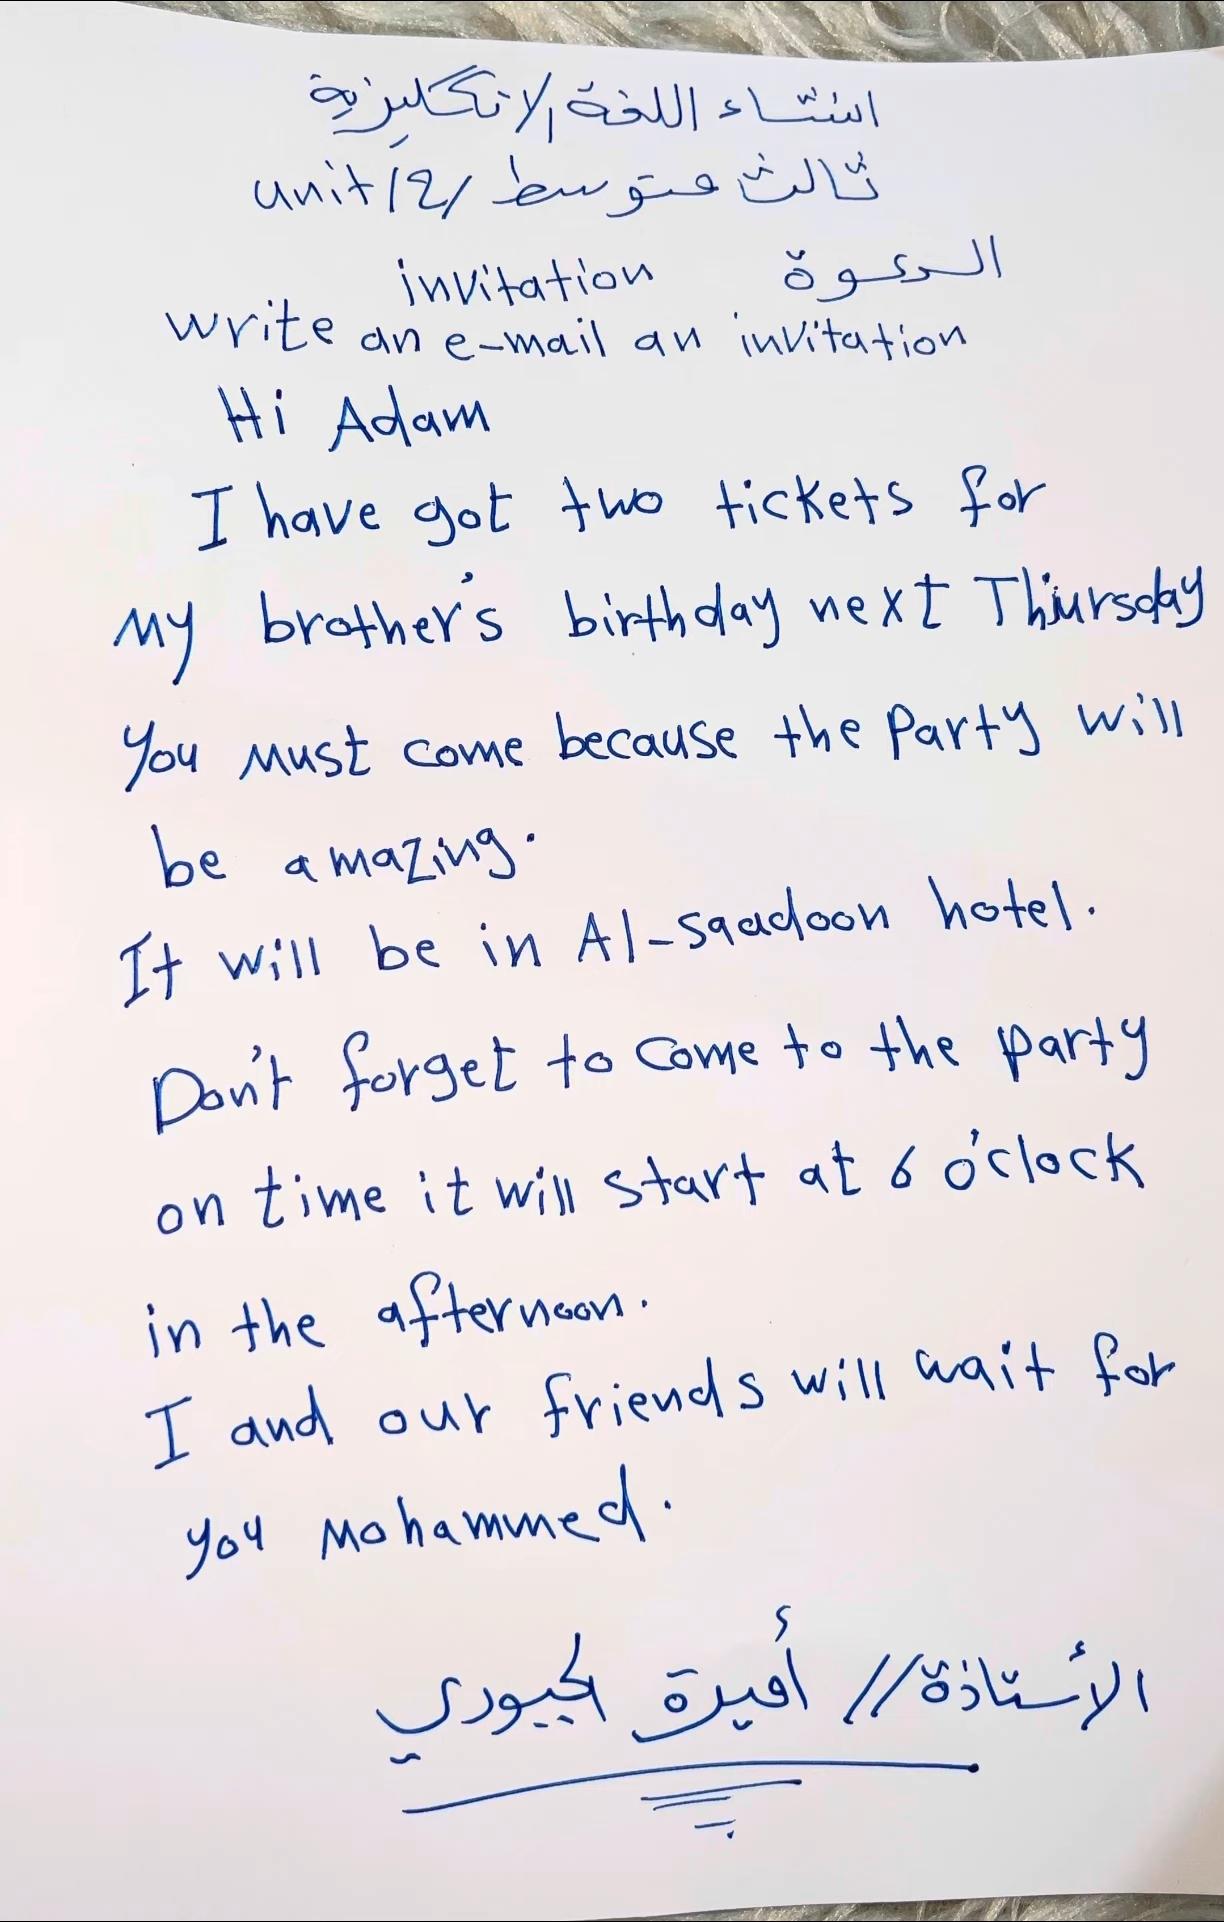 انشاء اللغة الانكليزية
ثالث متوسط / unit 2
الدعوة invitation
write an e-mail an invitation
Hi Adam
I have got two tickets for
My brother's birthday next Thiursday
You Must come because the Party will
be amazing.
It will be in Al-saadoon hotel.
Don't forget to Come to the party
on time it will start at 6 o'clock
in the afternoon.
I and our friends will wait for
you Mohammed.
الأستاذة // أميرة الجبوري